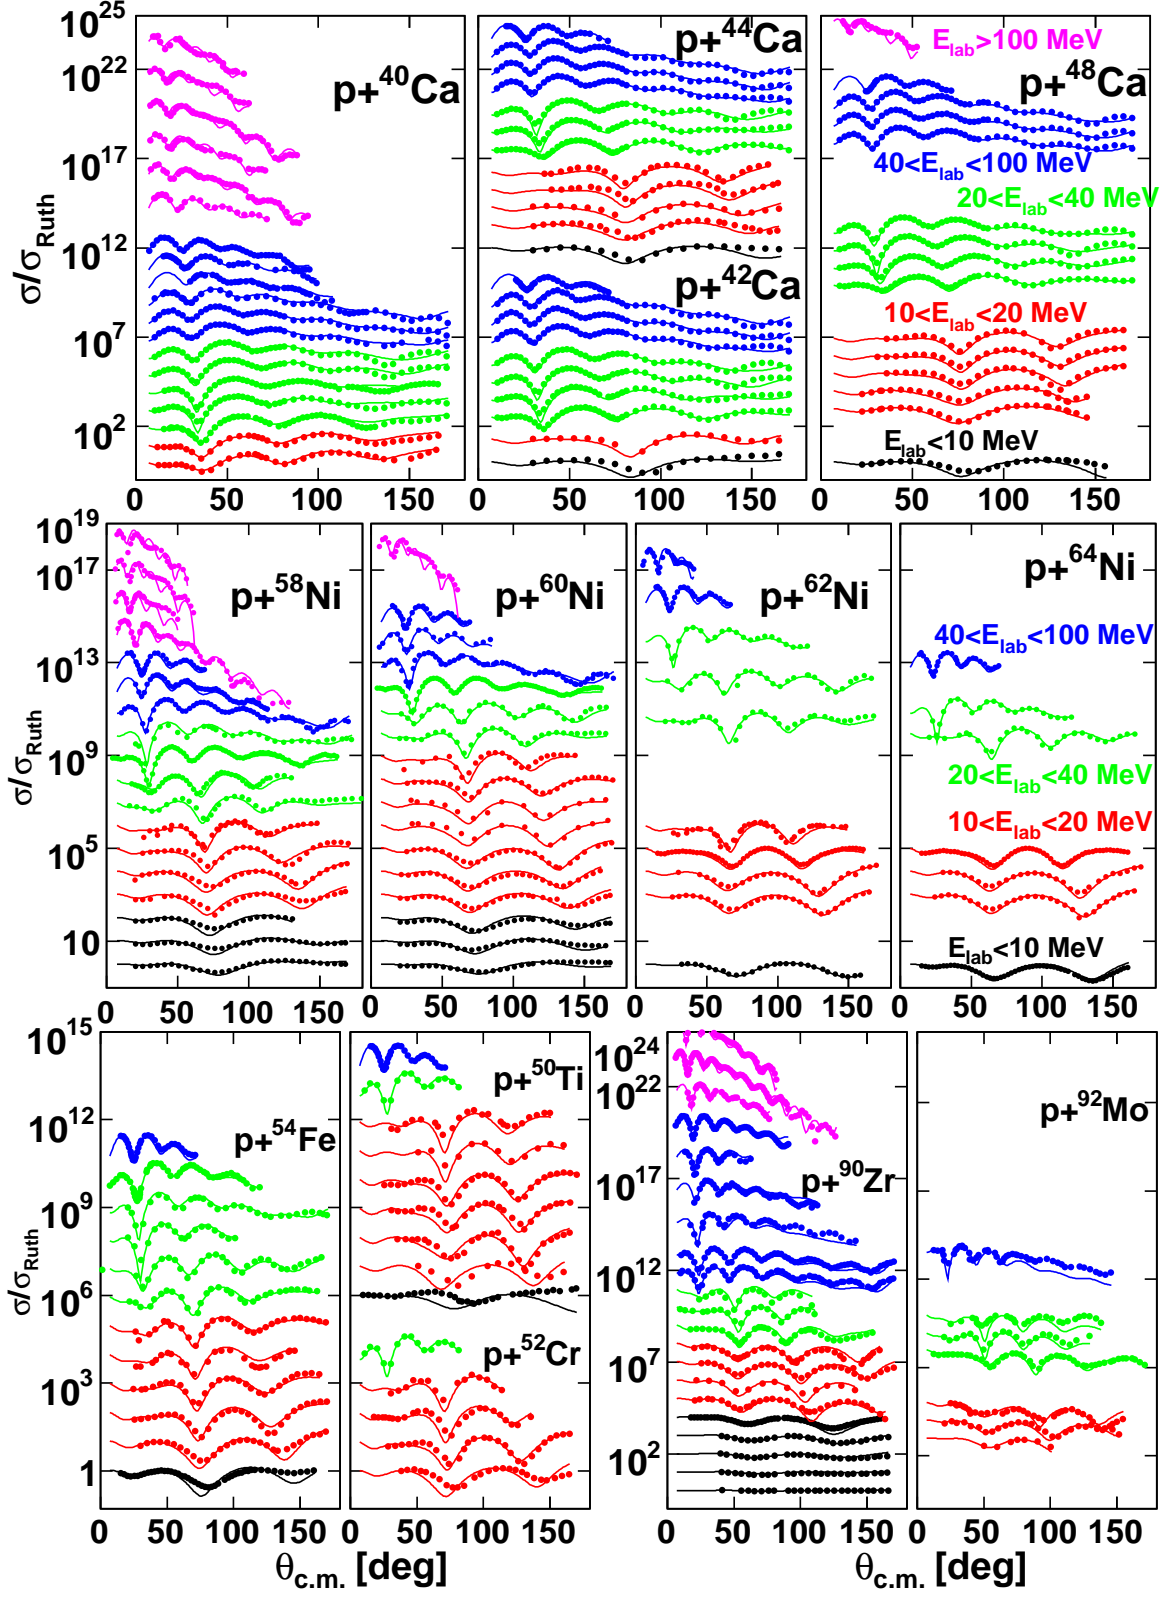 10^25
10^22
10^17
10^12
10^7
10^2
σ/σ_Ruth
p+^40Ca
p+^44Ca
p+^42Ca
E_lab>100 MeV
p+^48Ca
40<E_lab<100 MeV
20<E_lab<40 MeV
10<E_lab<20 MeV
E_lab<10 MeV
0 50 100 150 0 50 100 150 0 50 100 150
10^19
10^17
10^13
10^9
10^5
10
σ/σ_Ruth
p+^58Ni
p+^60Ni
p+^62Ni
p+^64Ni
40<E_lab<100 MeV
20<E_lab<40 MeV
10<E_lab<20 MeV
E_lab<10 MeV
0 50 100 150 0 50 100 150 0 50 100 150 0 50 100 150
10^15
10^12
10^9
10^6
10^3
1
σ/σ_Ruth
p+^54Fe
p+^50Ti
p+^52Cr
10^24
10^22
10^17
10^12
10^7
10^2
p+^90Zr
p+^92Mo
0 50 100 150 0 50 100 150 0 50 100 150 0 50 100 150
θ_c.m. [deg]
θ_c.m. [deg]